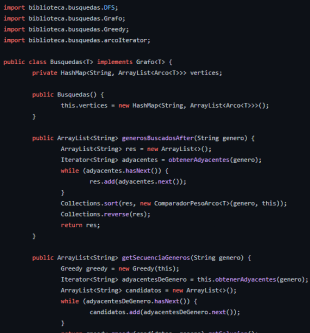 import biblioteca.busquedas.DFS;
import biblioteca.busquedas.Grafo;
import biblioteca.busquedas.Greedy;
import biblioteca.busquedas.arcoIterator;
public class Busquedas<T> implements Grafo<T> {
private HashMap<String, ArrayList<Arco<T>>> vertices;
public Busquedas() {
this.vertices = new HashMap<String, ArrayList<Arco<T>>>();
}
public ArrayList<String> generosBuscadosAfter(String genero) {
ArrayList<String> res = new ArrayList<>();
Iterator<String> adyacentes = obtenerAdyacentes(genero);
while (adyacentes.hasNext()) {
res.add(adyacentes.next());
}
Collections.sort(res, new ComparadorPesoArco<T>(genero, this));
Collections.reverse(res);
return res;
}
public ArrayList<String> getSecuenciaGeneros(String genero) {
Greedy greedy = new Greedy(this);
Iterator<String> adyacentesDeGenero = this.obtenerAdyacentes(genero);
ArrayList<String> candidatos = new ArrayList<>();
while (adyacentesDeGenero.hasNext()) {
candidatos.add(adyacentesDeGenero.next());
}